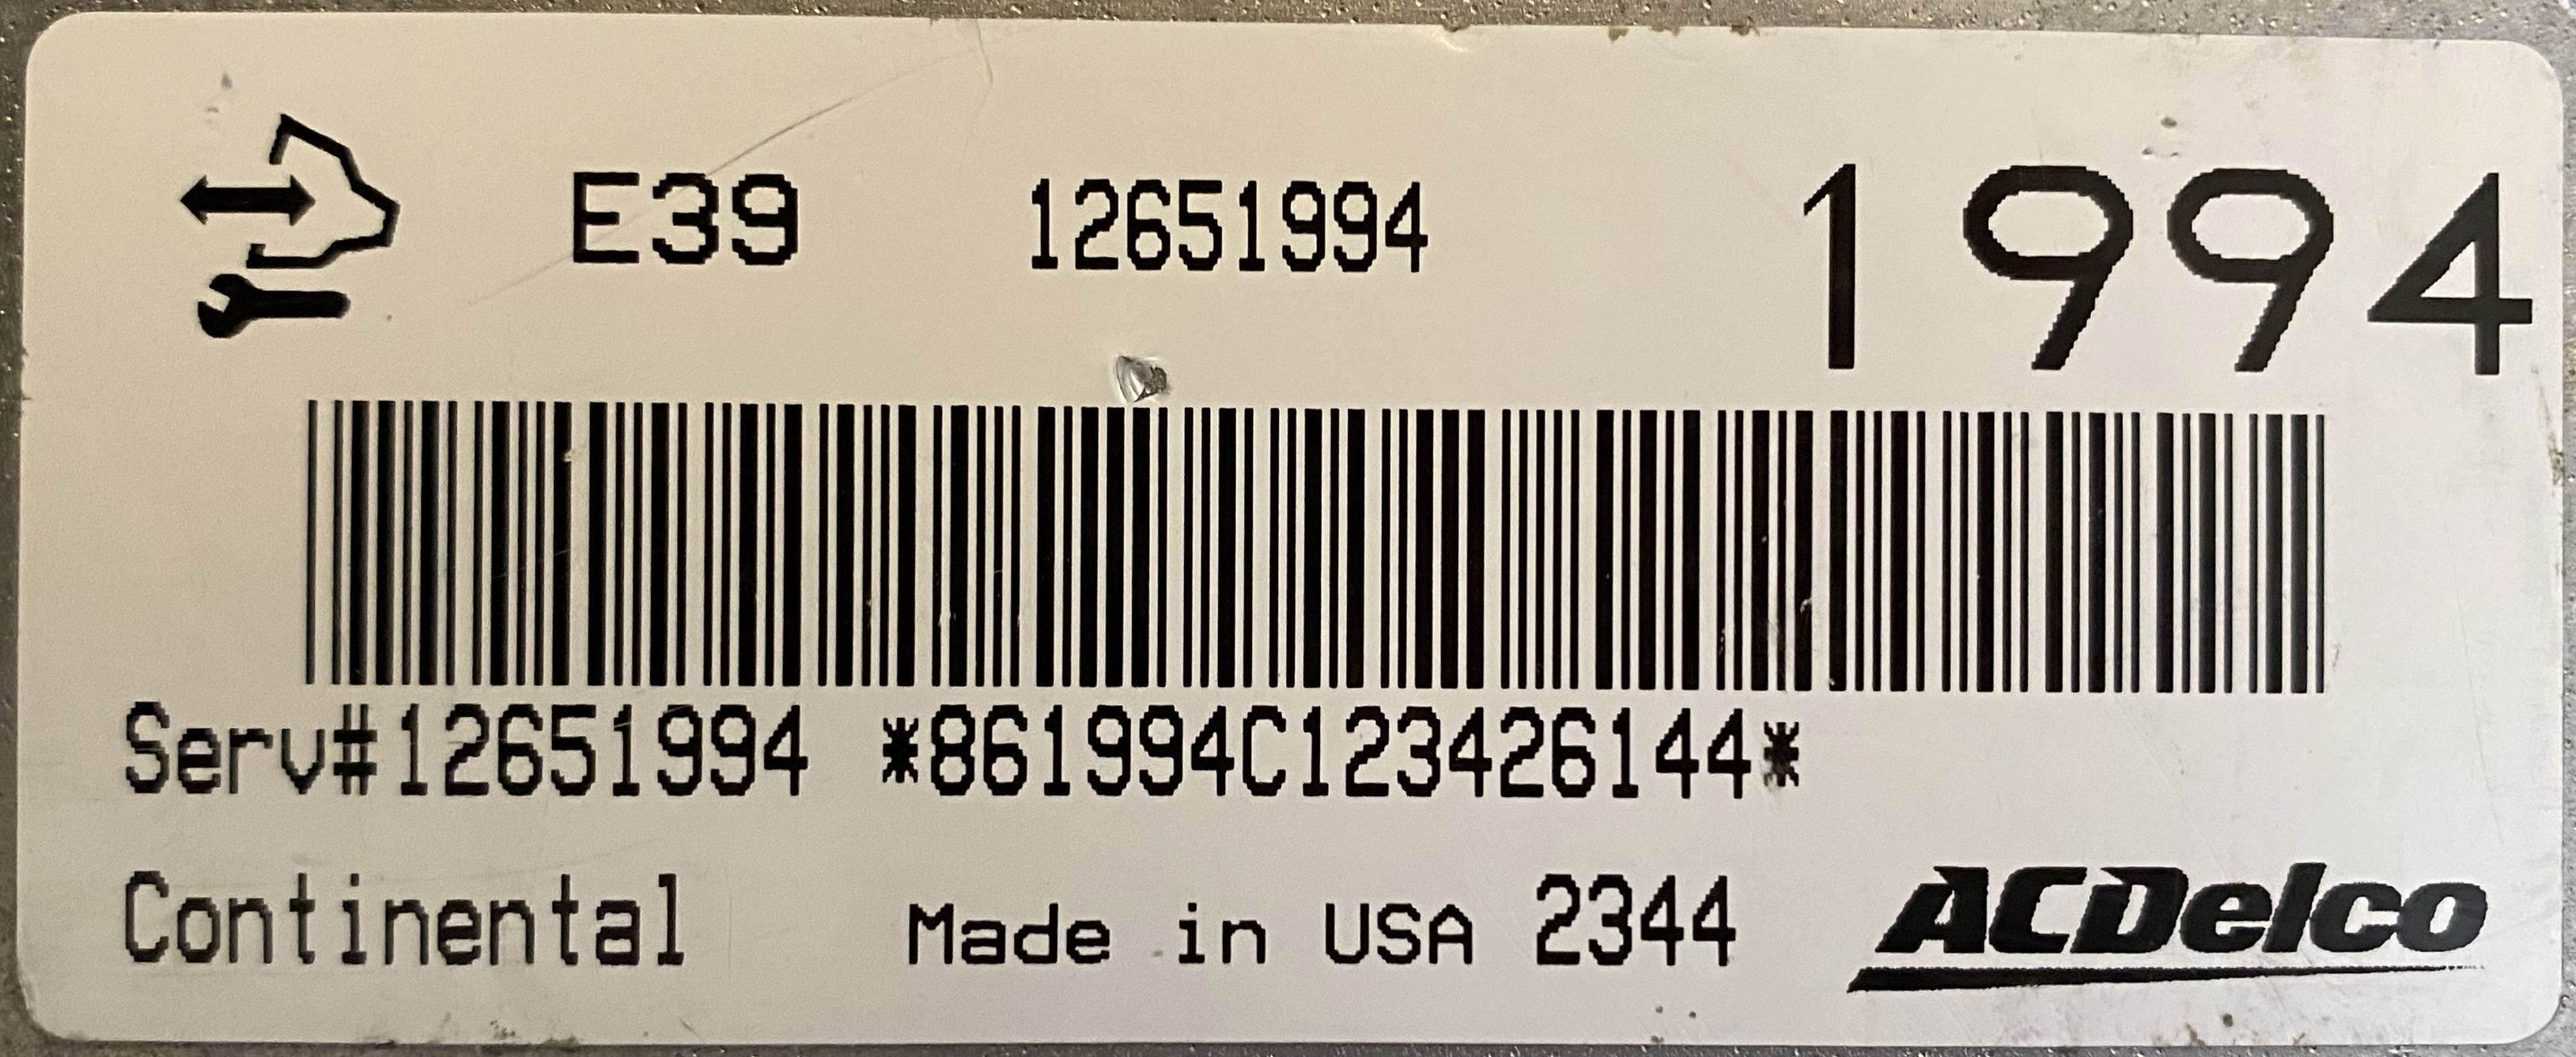 E39 12651994 1994
Serv#12651994 *861994C123426144*
Continental Made in USA 2344 ACDelco